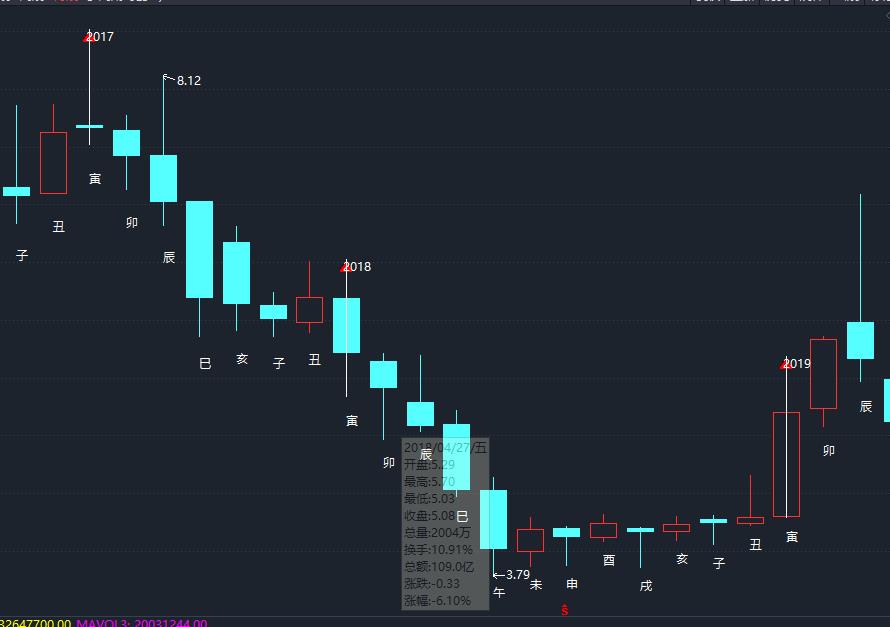 2017
8.12
寅
卯
丑
子
辰
2018
丑
巳
亥
子
2019
寅
辰
卯
2018/04/27/五
卯
辰
开盘:5.29
最高:5.70
最低:5.03
收盘:5.08
巳
总量:2004万
寅
换手:10.91%
丑
酉
亥
子
总额:109.0亿
3.79
涨跌:-0.33
午
未
申
戌
涨幅:-6.10%
S
32647700.00 MAVOL3: 20031244.00